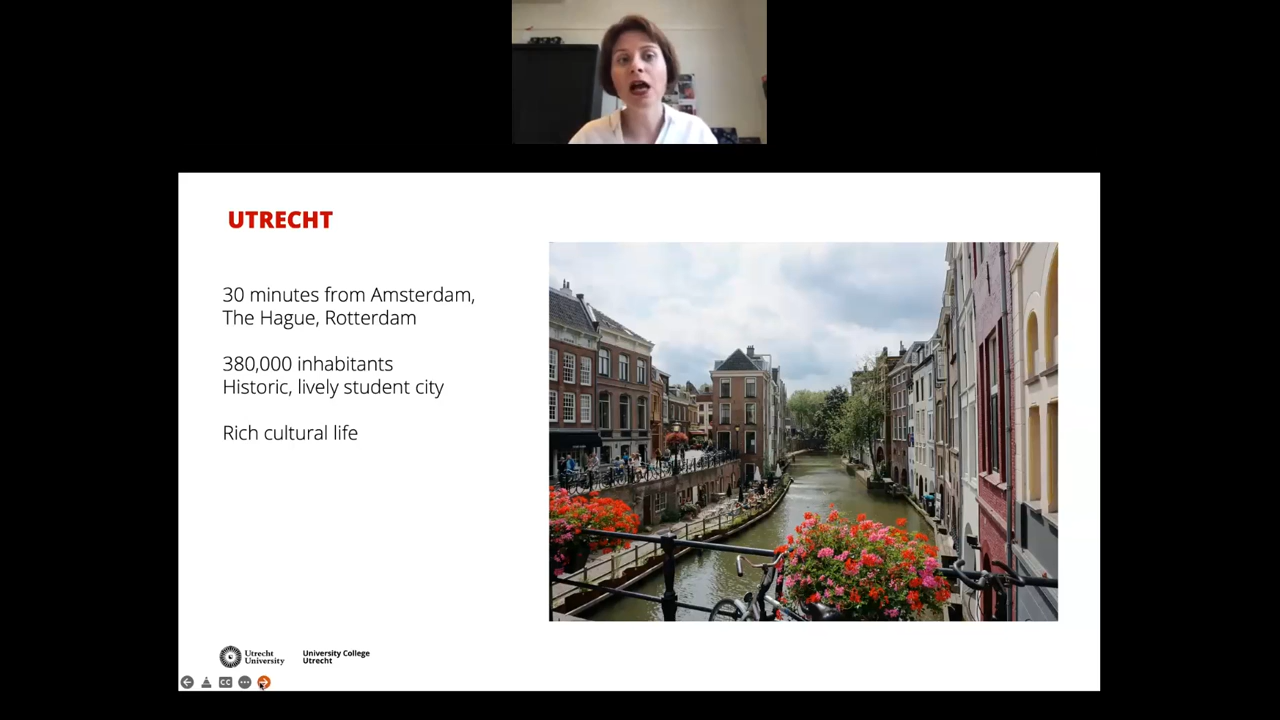 UTRECHT
30 minutes from Amsterdam,
The Hague, Rotterdam
380,000 inhabitants
Historic, lively student city
Rich cultural life
Utrecht
University
University College
Utrecht
CC